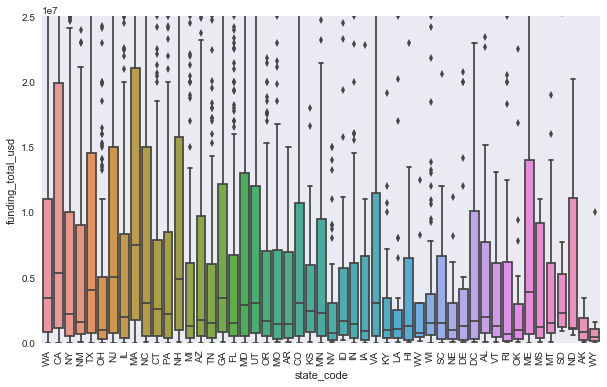 1e7
2.5
2.0
1.5
1.0
0.5
0.0
funding_total_usd
WA CA NY NM TX OH NJ IL MA NC CT PA NH MI AZ TN GA FL MD UT OR MO AR CO KS MN NV ID IN IA VA KY LA HI WV WI SC NE DE DC AL VT RI OK ME MS MT SD ND AK WY
state_code